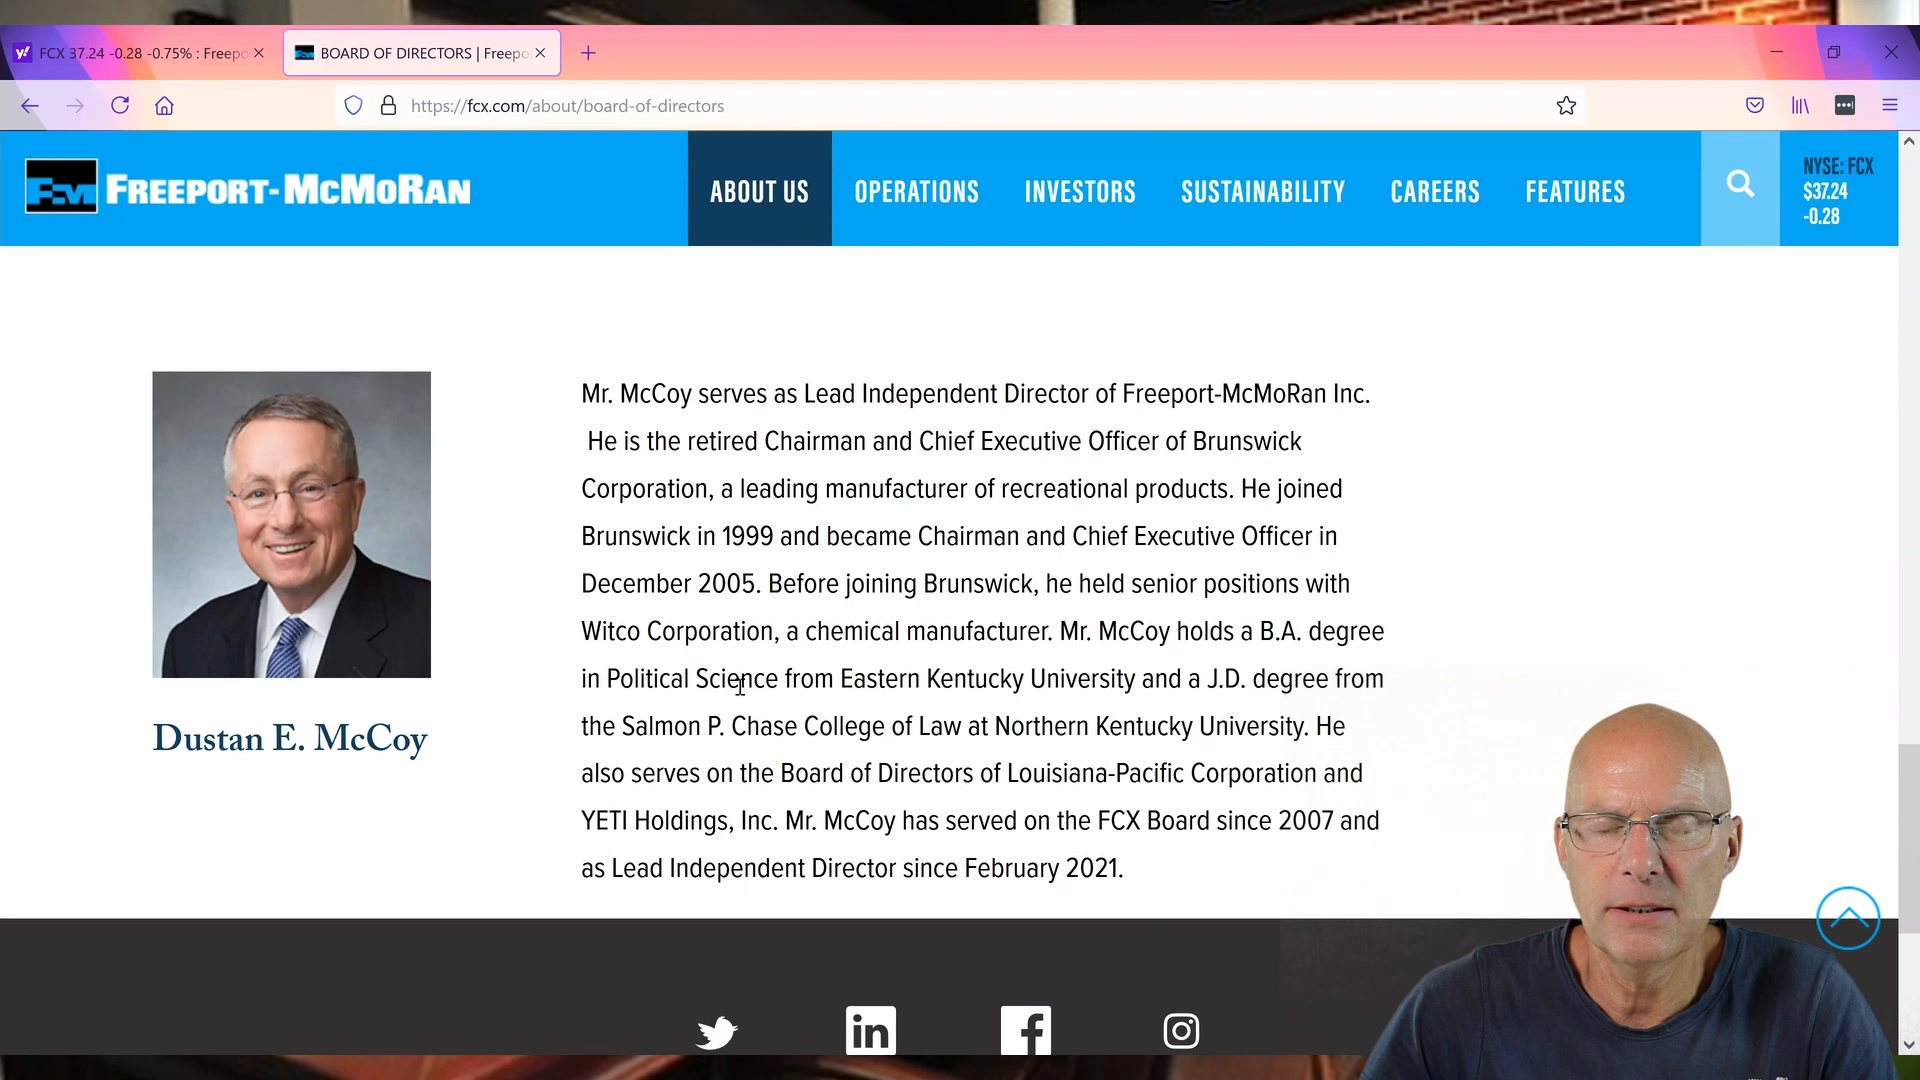 FCX 37.24 -0.28 -0.75% : Freepo
BOARD OF DIRECTORS | Freepo
https://fcx.com/about/board-of-directors
FREEPORT-MCMORAN
ABOUT US
OPERATIONS
INVESTORS
SUSTAINABILITY
CAREERS
FEATURES
NYSE: FCX
$37.24
-0.28
Mr. McCoy serves as Lead Independent Director of Freeport-McMoRan Inc.
He is the retired Chairman and Chief Executive Officer of Brunswick
Corporation, a leading manufacturer of recreational products. He joined
Brunswick in 1999 and became Chairman and Chief Executive Officer in
December 2005. Before joining Brunswick, he held senior positions with
Witco Corporation, a chemical manufacturer. Mr. McCoy holds a B.A. degree
in Political Science from Eastern Kentucky University and a J.D. degree from
the Salmon P. Chase College of Law at Northern Kentucky University. He
also serves on the Board of Directors of Louisiana-Pacific Corporation and
YETI Holdings, Inc. Mr. McCoy has served on the FCX Board since 2007 and
as Lead Independent Director since February 2021.
Dustan E. McCoy